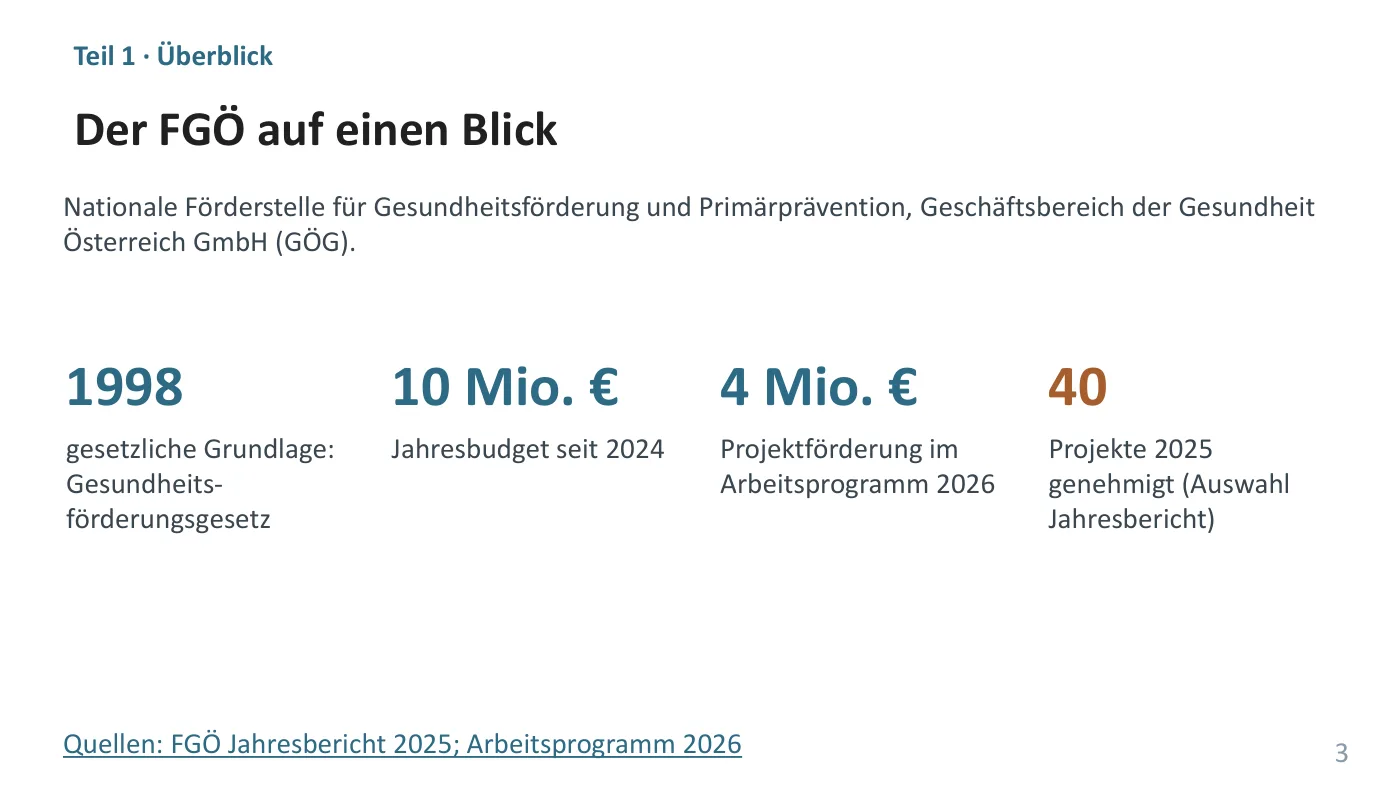 Teil 1 · Überblick
Der FGÖ auf einen Blick
Nationale Förderstelle für Gesundheitsförderung und Primärprävention, Geschäftsbereich der Gesundheit
Österreich GmbH (GÖG).
1998
gesetzliche Grundlage:
Gesundheits-
förderungsgesetz
10 Mio. €
Jahresbudget seit 2024
4 Mio. €
Projektförderung im
Arbeitsprogramm 2026
40
Projekte 2025
genehmigt (Auswahl
Jahresbericht)
Quellen: FGÖ Jahresbericht 2025; Arbeitsprogramm 2026
3